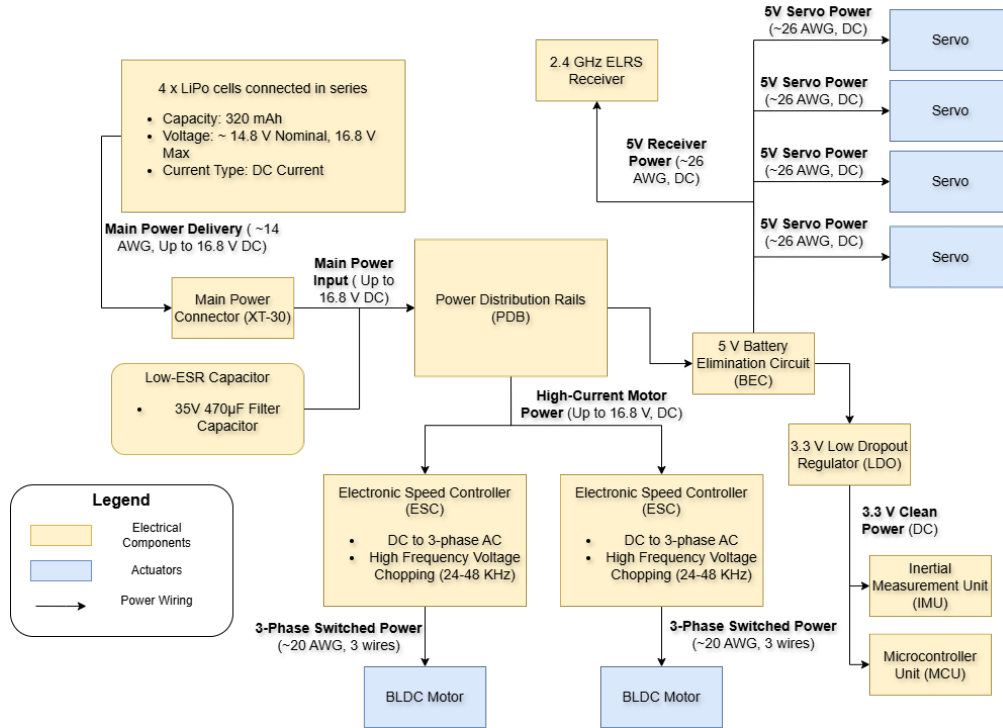 5V Servo Power
(~26 AWG, DC)
Servo
2.4 GHz ELRS
Receiver
4 x LiPo cells connected in series
• Capacity: 320 mAh
• Voltage: ~ 14.8 V Nominal, 16.8 V
Max
• Current Type: DC Current
5V Servo Power
(~26 AWG, DC)
Servo
5V Receiver
Power (~26
AWG, DC)
5V Servo Power
(~26 AWG, DC)
Servo
5V Servo Power
(~26 AWG, DC)
Servo
Main Power Delivery ( ~14
AWG, Up to 16.8 V DC)
Main Power
Input ( Up to
16.8 V DC)
Main Power
Connector (XT-30)
Power Distribution Rails
(PDB)
5 V Battery
Elimination Circuit
(BEC)
Low-ESR Capacitor
• 35V 470µF Filter
Capacitor
High-Current Motor
Power (Up to 16.8 V, DC)
3.3 V Low Dropout
Regulator (LDO)
Electronic Speed Controller
(ESC)
• DC to 3-phase AC
• High Frequency Voltage
Chopping (24-48 KHz)
Electronic Speed Controller
(ESC)
• DC to 3-phase AC
• High Frequency Voltage
Chopping (24-48 KHz)
3.3 V Clean
Power (DC)
Legend
Electrical
Components
Actuators
Power Wiring
Inertial
Measurement Unit
(IMU)
3-Phase Switched Power
(~20 AWG, 3 wires)
3-Phase Switched Power
(~20 AWG, 3 wires)
Microcontroller
Unit (MCU)
BLDC Motor
BLDC Motor